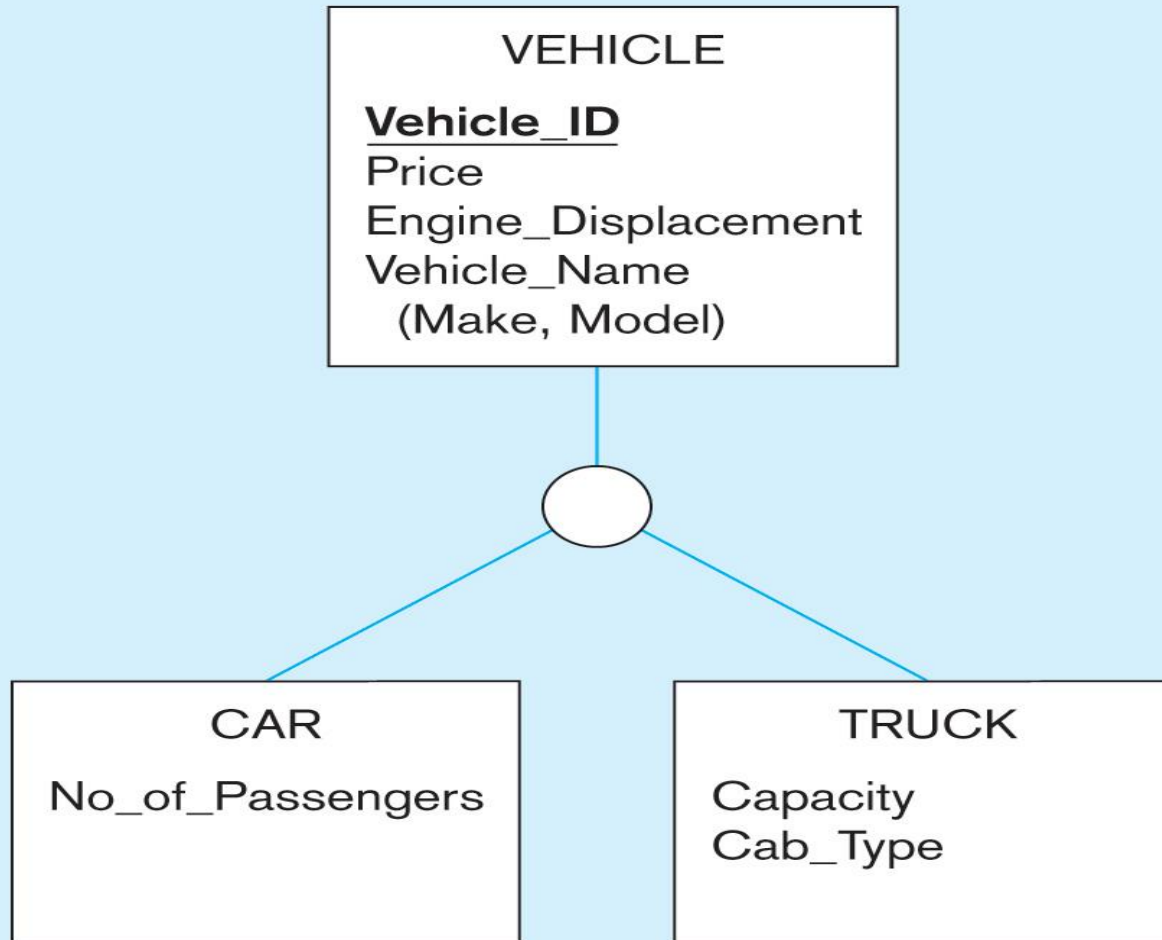 VEHICLE
Vehicle_ID
Price
Engine_Displacement
Vehicle_Name
(Make, Model)
CAR
No_of_Passengers
TRUCK
Capacity
Cab_Type